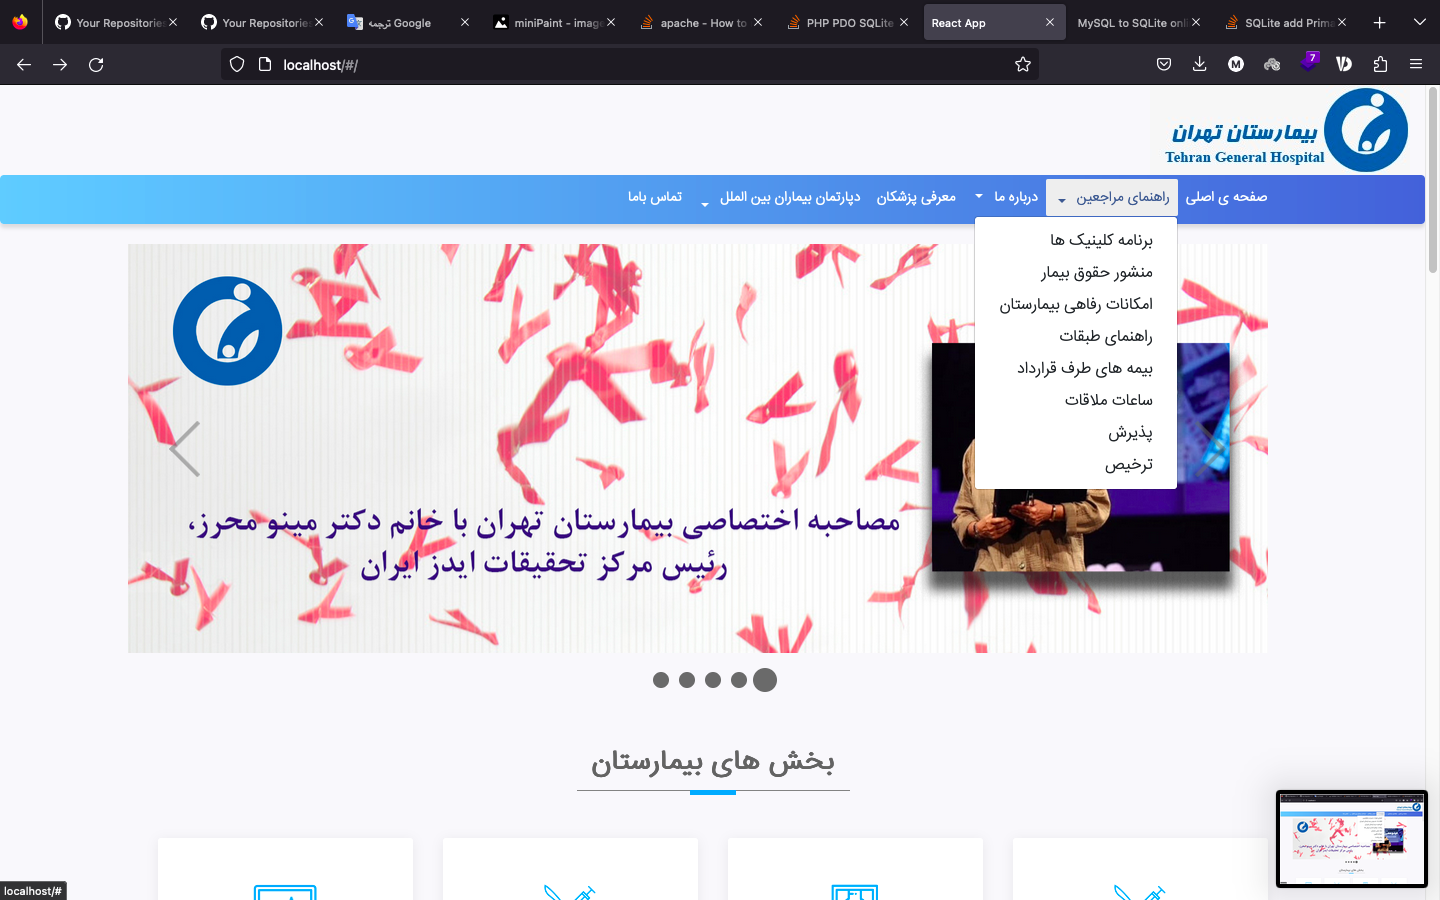 Your Repositories
Your Repositories
ترجمه Google
miniPaint - image
apache - How to
PHP PDO SQLite
React App
MySQL to SQLite onl
SQLite add Prima
localhost/#/
M
7
بیمارستان تهران
Tehran General Hospital
صفحه ی اصلی
راهنمای مراجعین
درباره ما
معرفی پزشکان
دپارتمان بیماران بین الملل
تماس باما
برنامه کلینیک ها
منشور حقوق بیمار
امکانات رفاهی بیمارستان
راهنمای طبقات
بیمه های طرف قرارداد
ساعات ملاقات
پذیرش
ترخیص
مصاحبه اختصاصی بیمارستان تهران با خانم دکتر مینو محرز،
رئیس مرکز تحقیقات ایدز ایران
بخش های بیمارستان
localhost/#